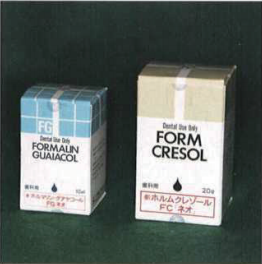 FG
Dental Use Only
FORMALIN
GUAIACOL
歯科用
ホルマリン・グアヤコール
FG ネオ
Dental Use Only
FORM
CRESOL
歯科用
20g
ホルムクレゾール
FC ネオ